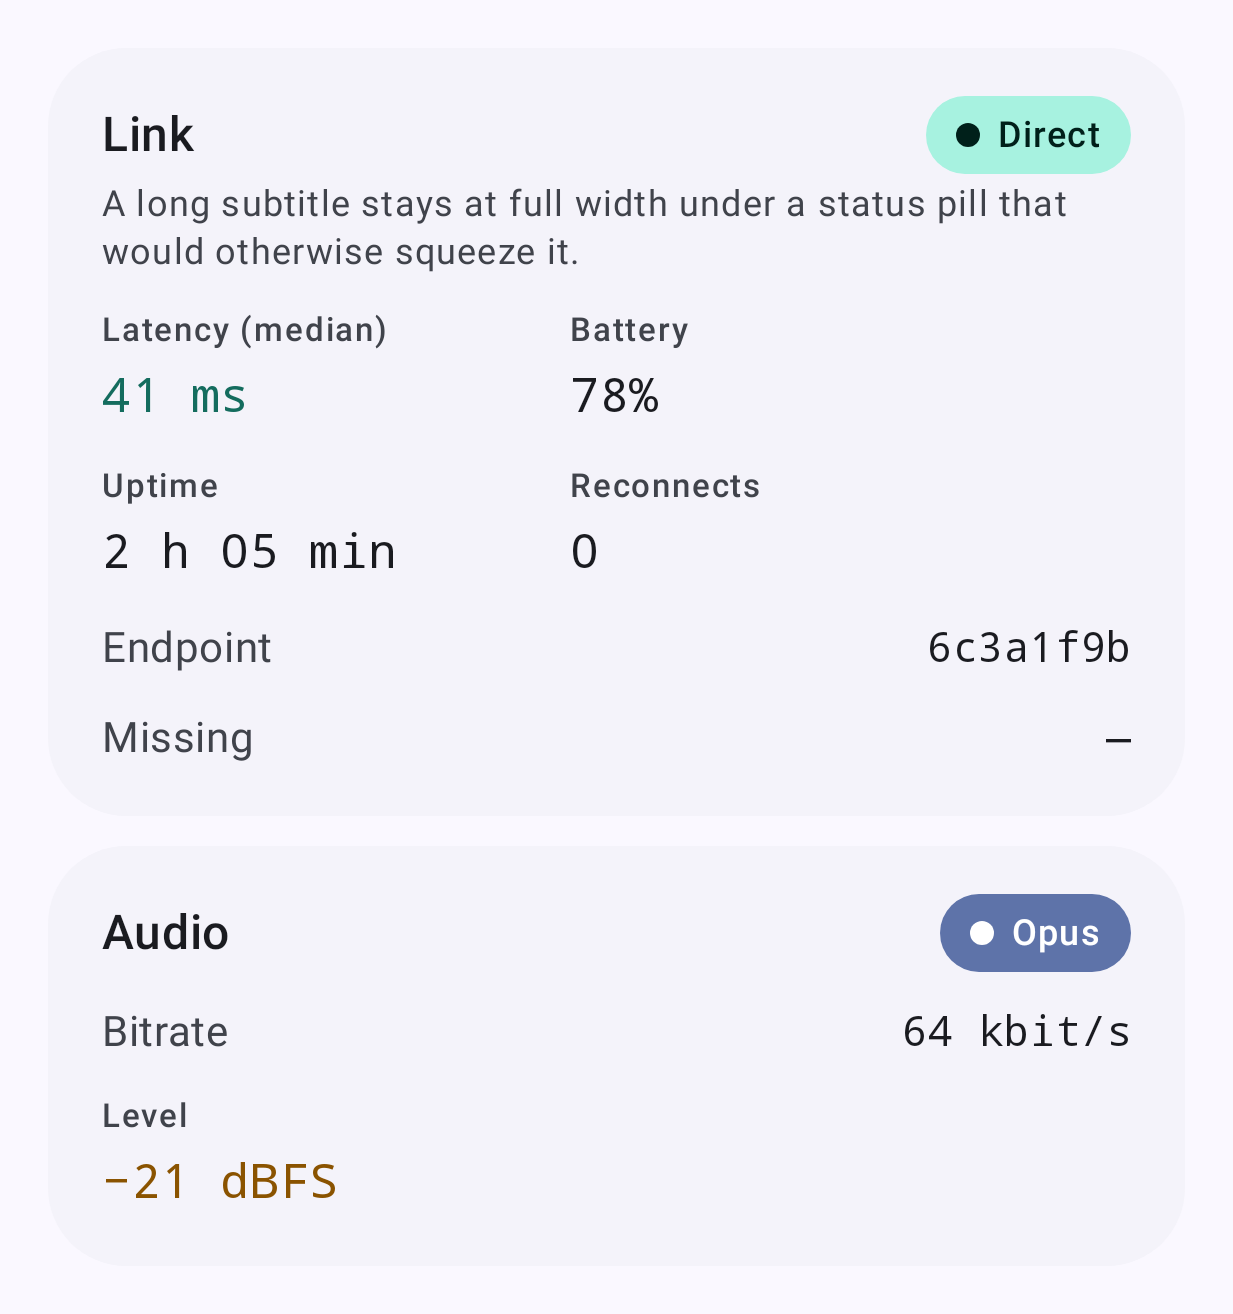 Link
Direct
A long subtitle stays at full width under a status pill that
would otherwise squeeze it.
Latency (median)
Battery
41 ms
78%
Uptime
Reconnects
2 h 05 min
0
Endpoint
6c3a1f9b
Missing
—
Audio
Opus
Bitrate
64 kbit/s
Level
−21 dBFS